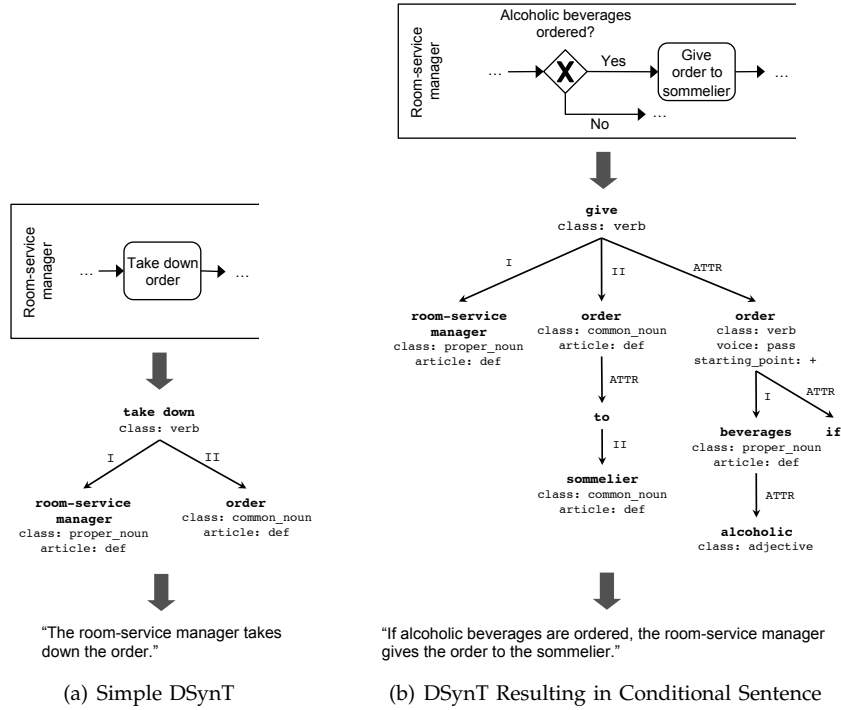 Room-service
manager
...
Take down
order
...
take down
class: verb
I
II
room-service
manager
class: proper_noun
article: def
order
class: common_noun
article: def
“The room-service manager takes
down the order.”
(a) Simple DSynT
Alcoholic beverages
ordered?
Room-service
manager
...
X
Yes
Give
order to
sommelier
...
No
...
give
class: verb
I
II
ATTR
room-service
manager
class: proper_noun
article: def
order
class: common_noun
article: def
order
class: verb
voice: pass
starting_point: +
ATTR
I
ATTR
to
beverages
class: proper_noun
article: def
if
II
ATTR
sommelier
class: common_noun
article: def
alcoholic
class: adjective
“If alcoholic beverages are ordered, the room-service manager
gives the order to the sommelier.”
(b) DSynT Resulting in Conditional Sentence